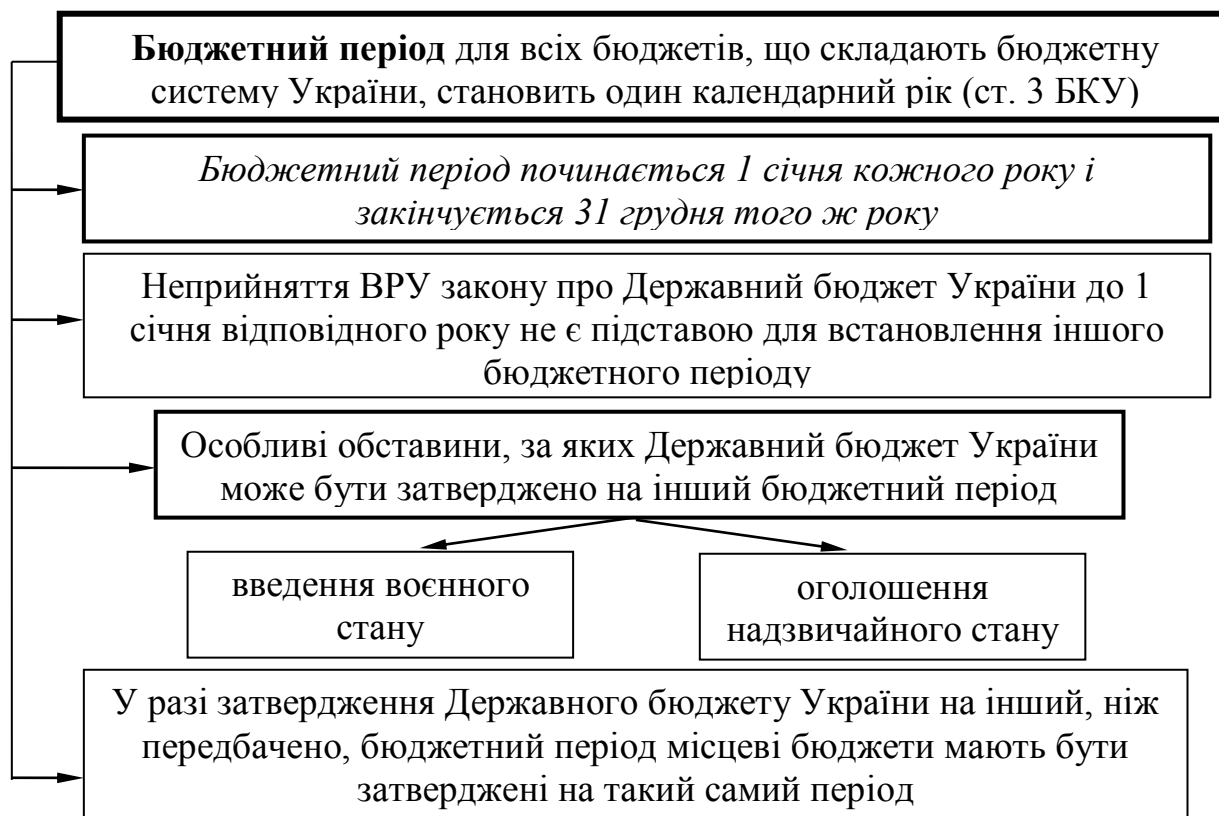 Бюджетний період для всіх бюджетів, що складають бюджетну
систему України, становить один календарний рік (ст. 3 БКУ)
Бюджетний період починається 1 січня кожного року і
закінчується 31 грудня того ж року
Неприйняття ВРУ закону про Державний бюджет України до 1
січня відповідного року не є підставою для встановлення іншого
бюджетного періоду
Особливі обставини, за яких Державний бюджет України
може бути затверджено на інший бюджетний період
введення воєнного
стану
оголошення
надзвичайного стану
У разі затвердження Державного бюджету України на інший, ніж
передбачено, бюджетний період місцеві бюджети мають бути
затверджені на такий самий період